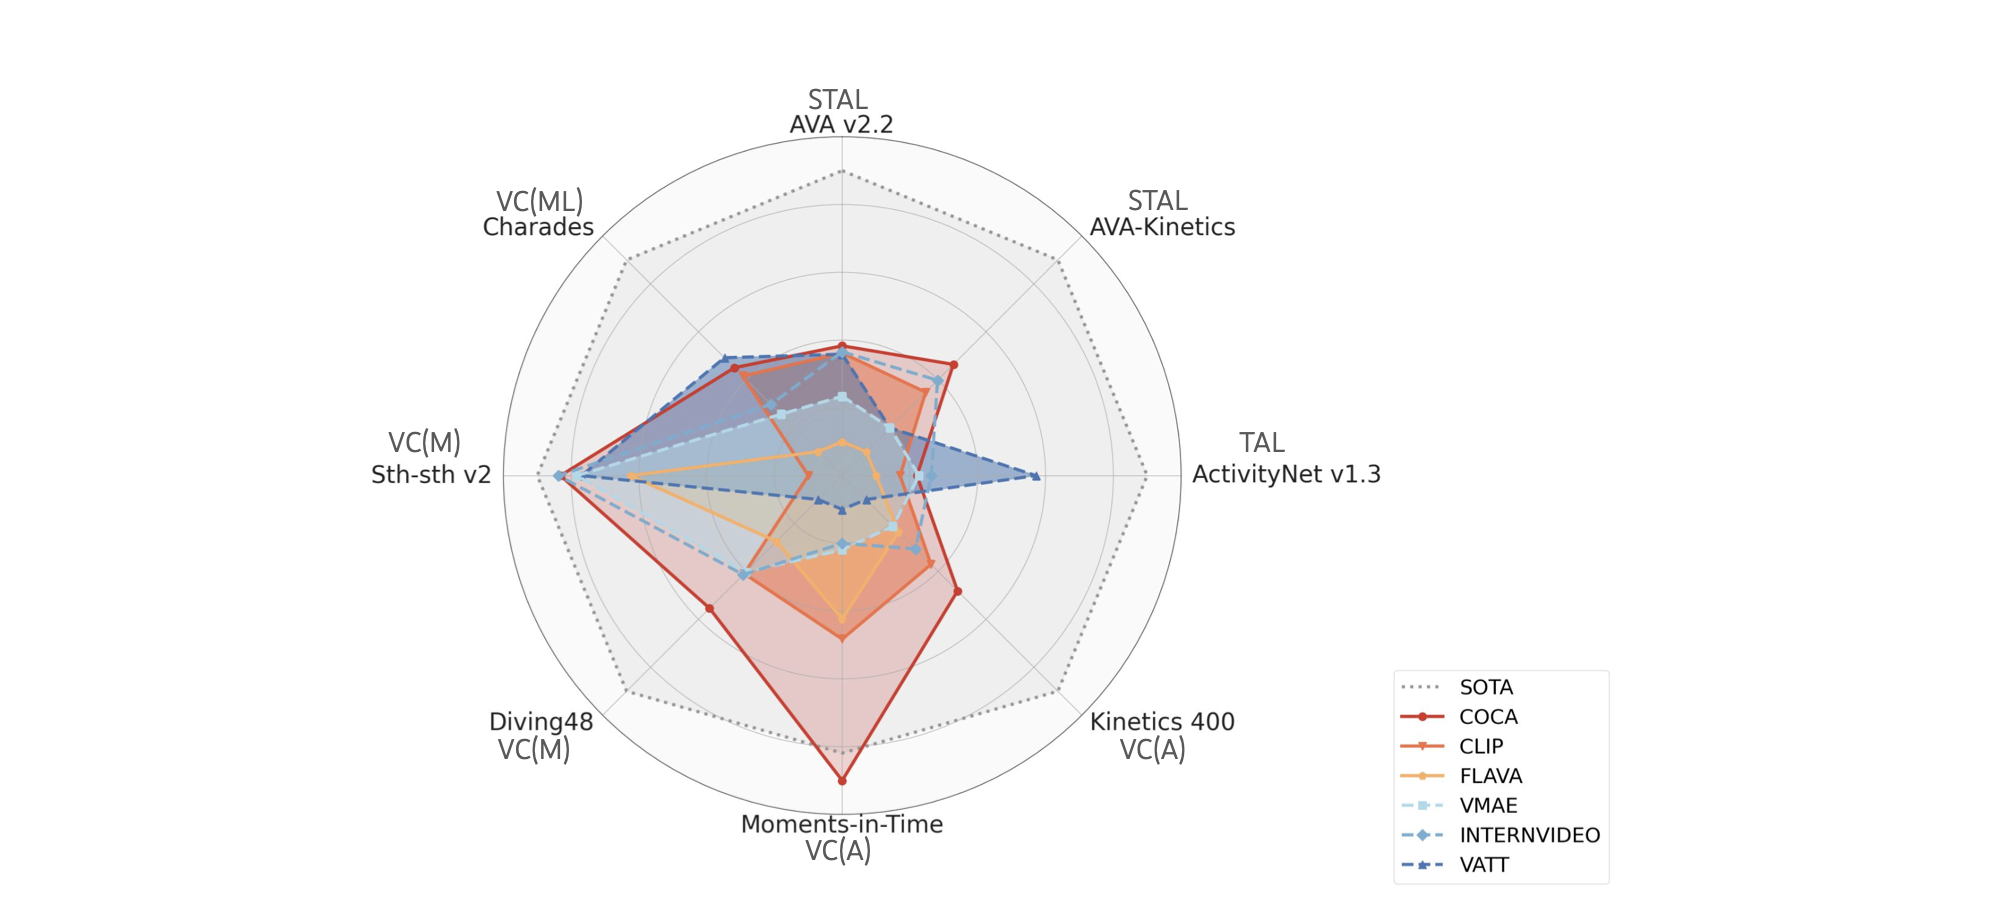 STAL
AVA v2.2
VC(ML)
Charades
STAL
AVA-Kinetics
VC(M)
Sth-sth v2
TAL
ActivityNet v1.3
Diving48
VC(M)
Kinetics 400
VC(A)
Moments-in-Time
VC(A)
SOTA
COCA
CLIP
FLAVA
VMAE
INTERNVIDEO
VATT